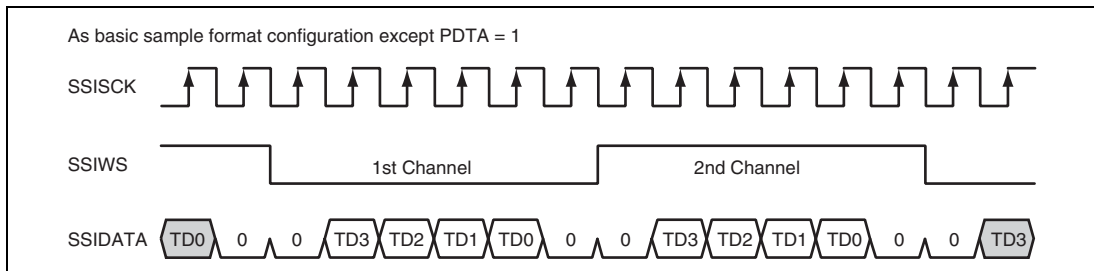 As basic sample format configuration except PDTA = 1
SSISCK
SSIWS 1st Channel 2nd Channel
SSIDATA TD0 0 0 TD3 TD2 TD1 TD0 0 0 TD3 TD2 TD1 TD0 0 0 TD3